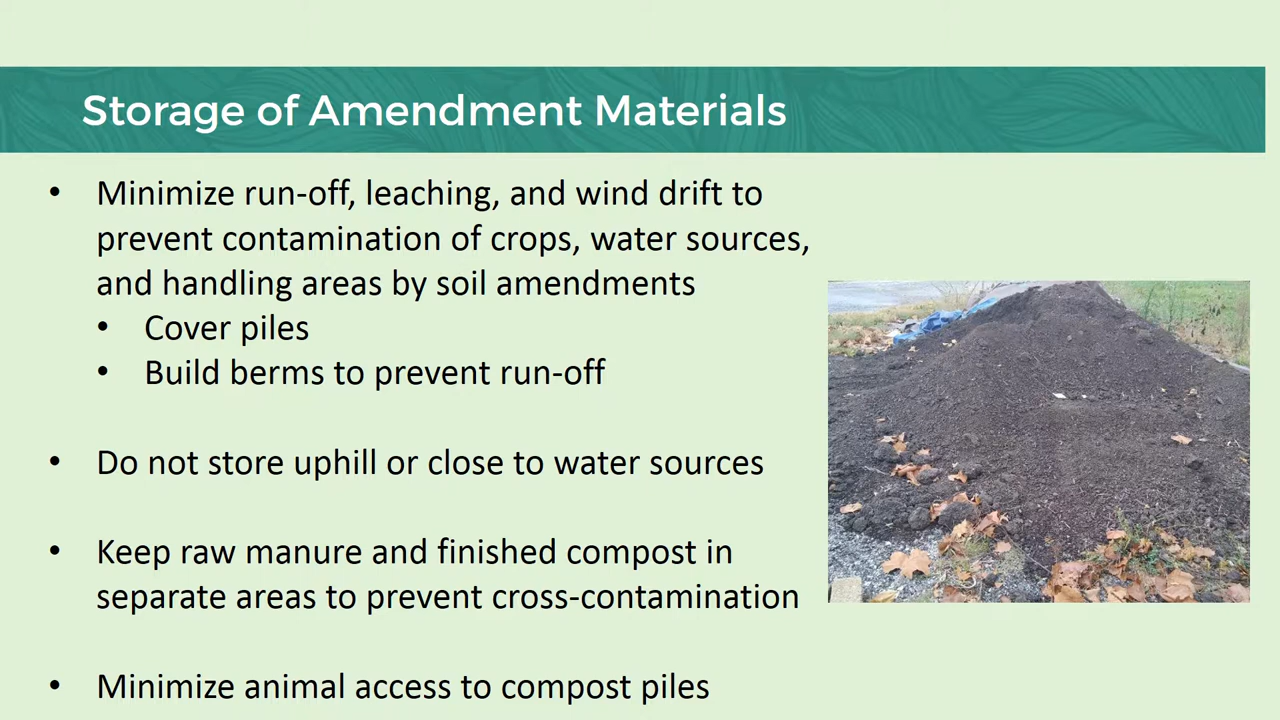 Storage of Amendment Materials
• Minimize run-off, leaching, and wind drift to
prevent contamination of crops, water sources,
and handling areas by soil amendments
• Cover piles
• Build berms to prevent run-off
• Do not store uphill or close to water sources
• Keep raw manure and finished compost in
separate areas to prevent cross-contamination
• Minimize animal access to compost piles